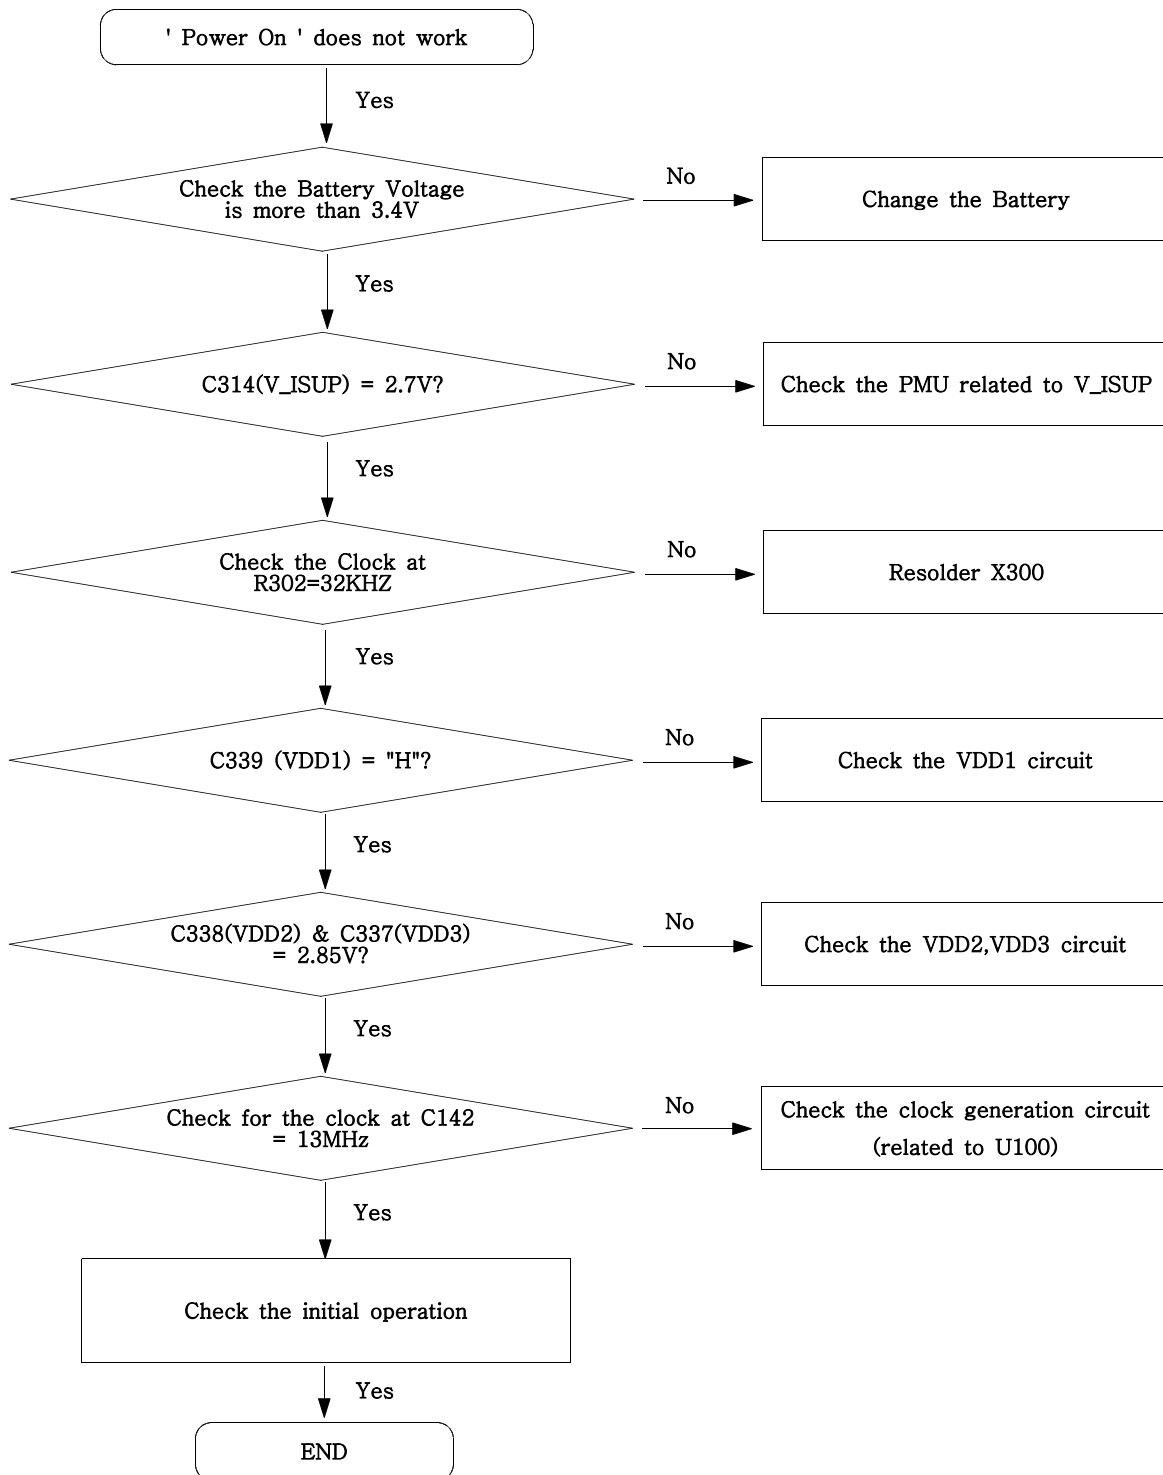 ' Power On ' does not work
Yes
Check the Battery Voltage
is more than 3.4V
No
Change the Battery
Yes
C314(V_ISUP) = 2.7V?
No
Check the PMU related to V_ISUP
Yes
Check the Clock at
R302=32KHZ
No
Resolder X300
Yes
C339 (VDD1) = "H"?
No
Check the VDD1 circuit
Yes
C338(VDD2) & C337(VDD3)
= 2.85V?
No
Check the VDD2,VDD3 circuit
Yes
Check for the clock at C142
= 13MHz
No
Check the clock generation circuit
(related to U100)
Yes
Check the initial operation
Yes
END